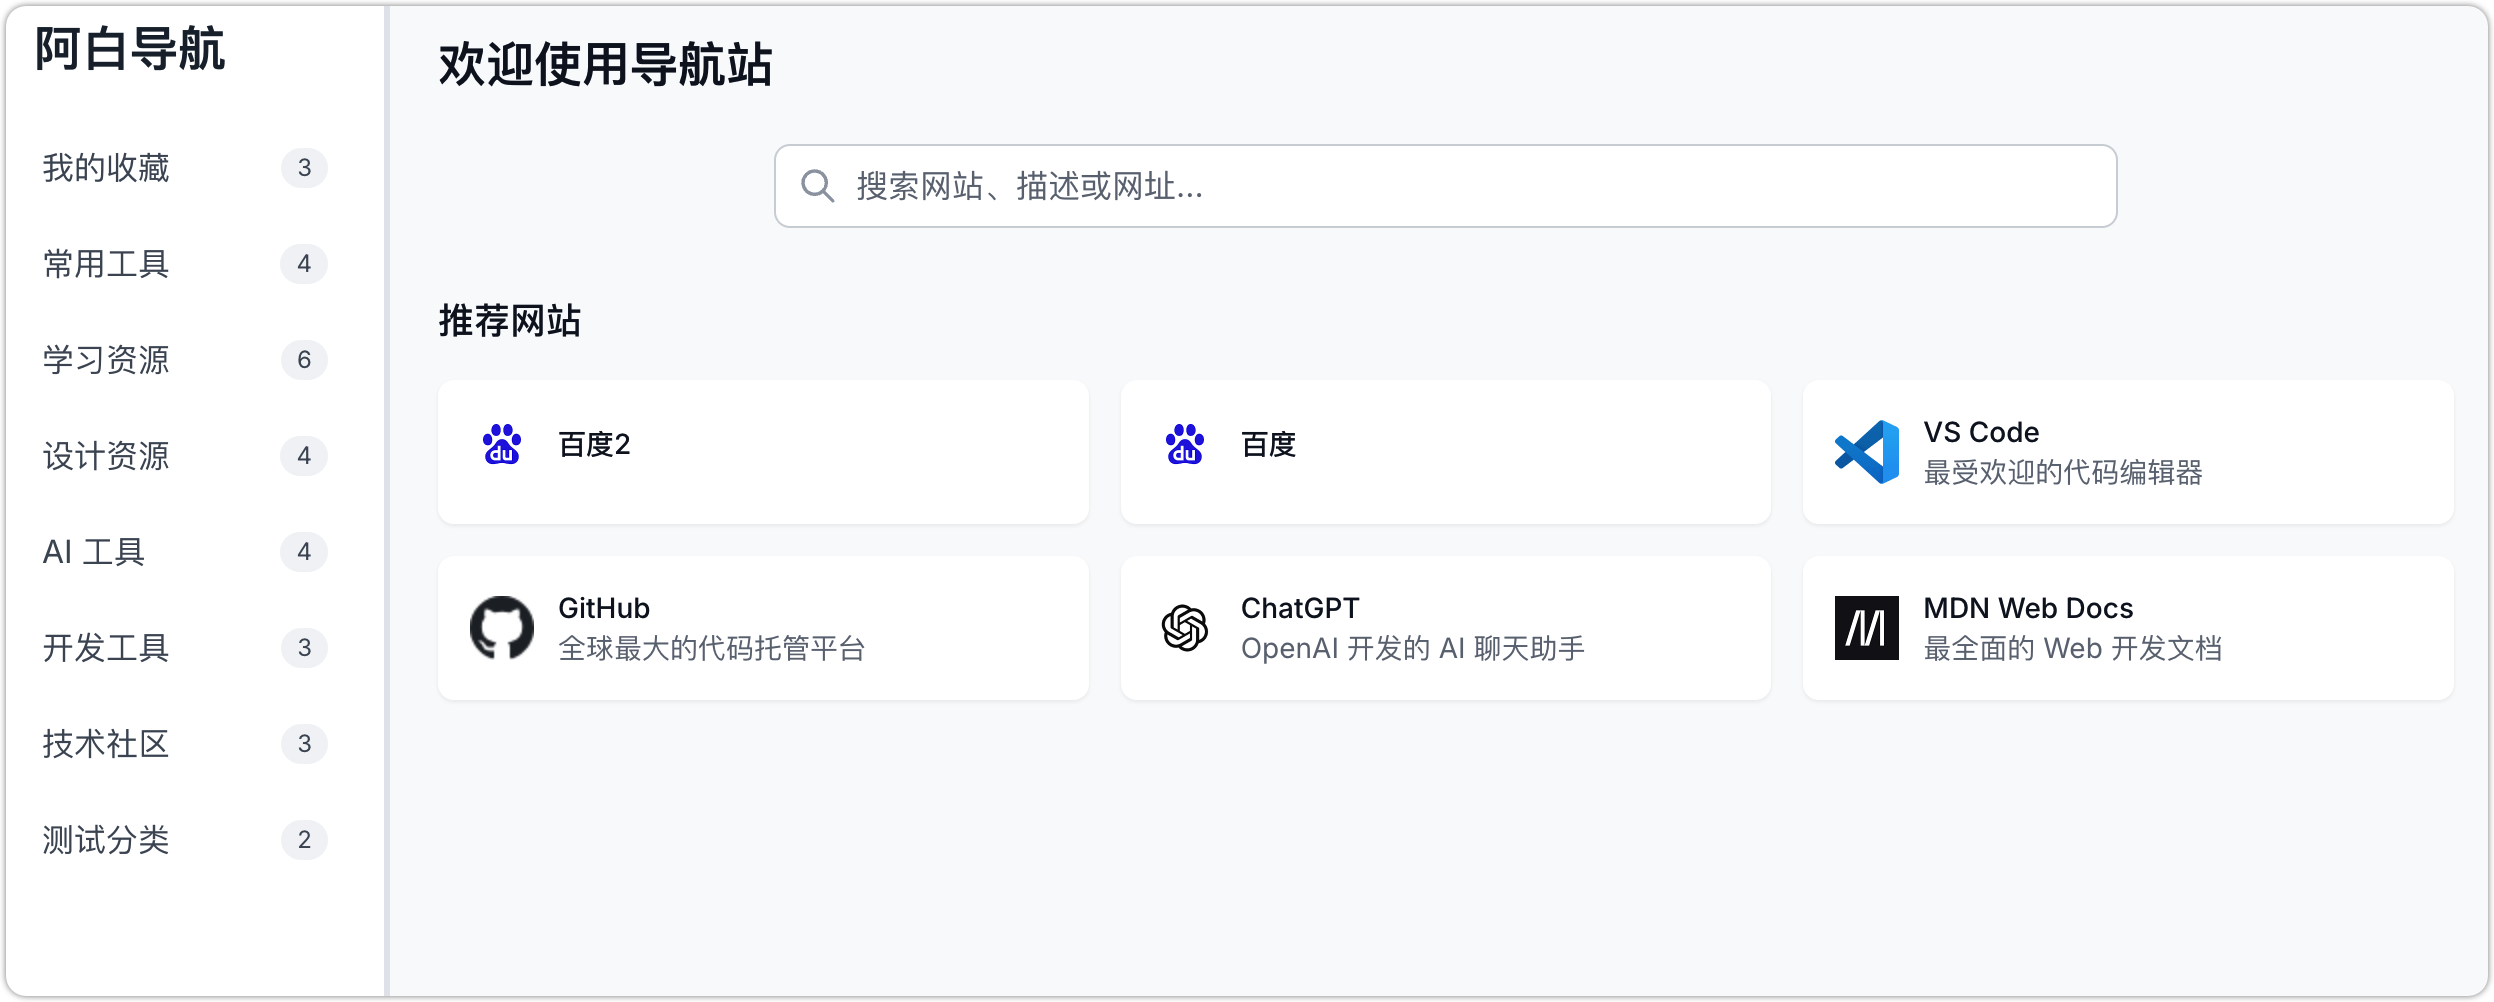 阿白导航
我的收藏 3
常用工具 4
学习资源 6
设计资源 4
AI 工具 4
开发工具 3
技术社区 3
测试分类 2
欢迎使用导航站
搜索网站、描述或网址...
推荐网站
du
百度2
du
百度
VS Code
最受欢迎的代码编辑器
GitHub
全球最大的代码托管平台
ChatGPT
OpenAI 开发的 AI 聊天助手
M
MDN Web Docs
最全面的 Web 开发文档